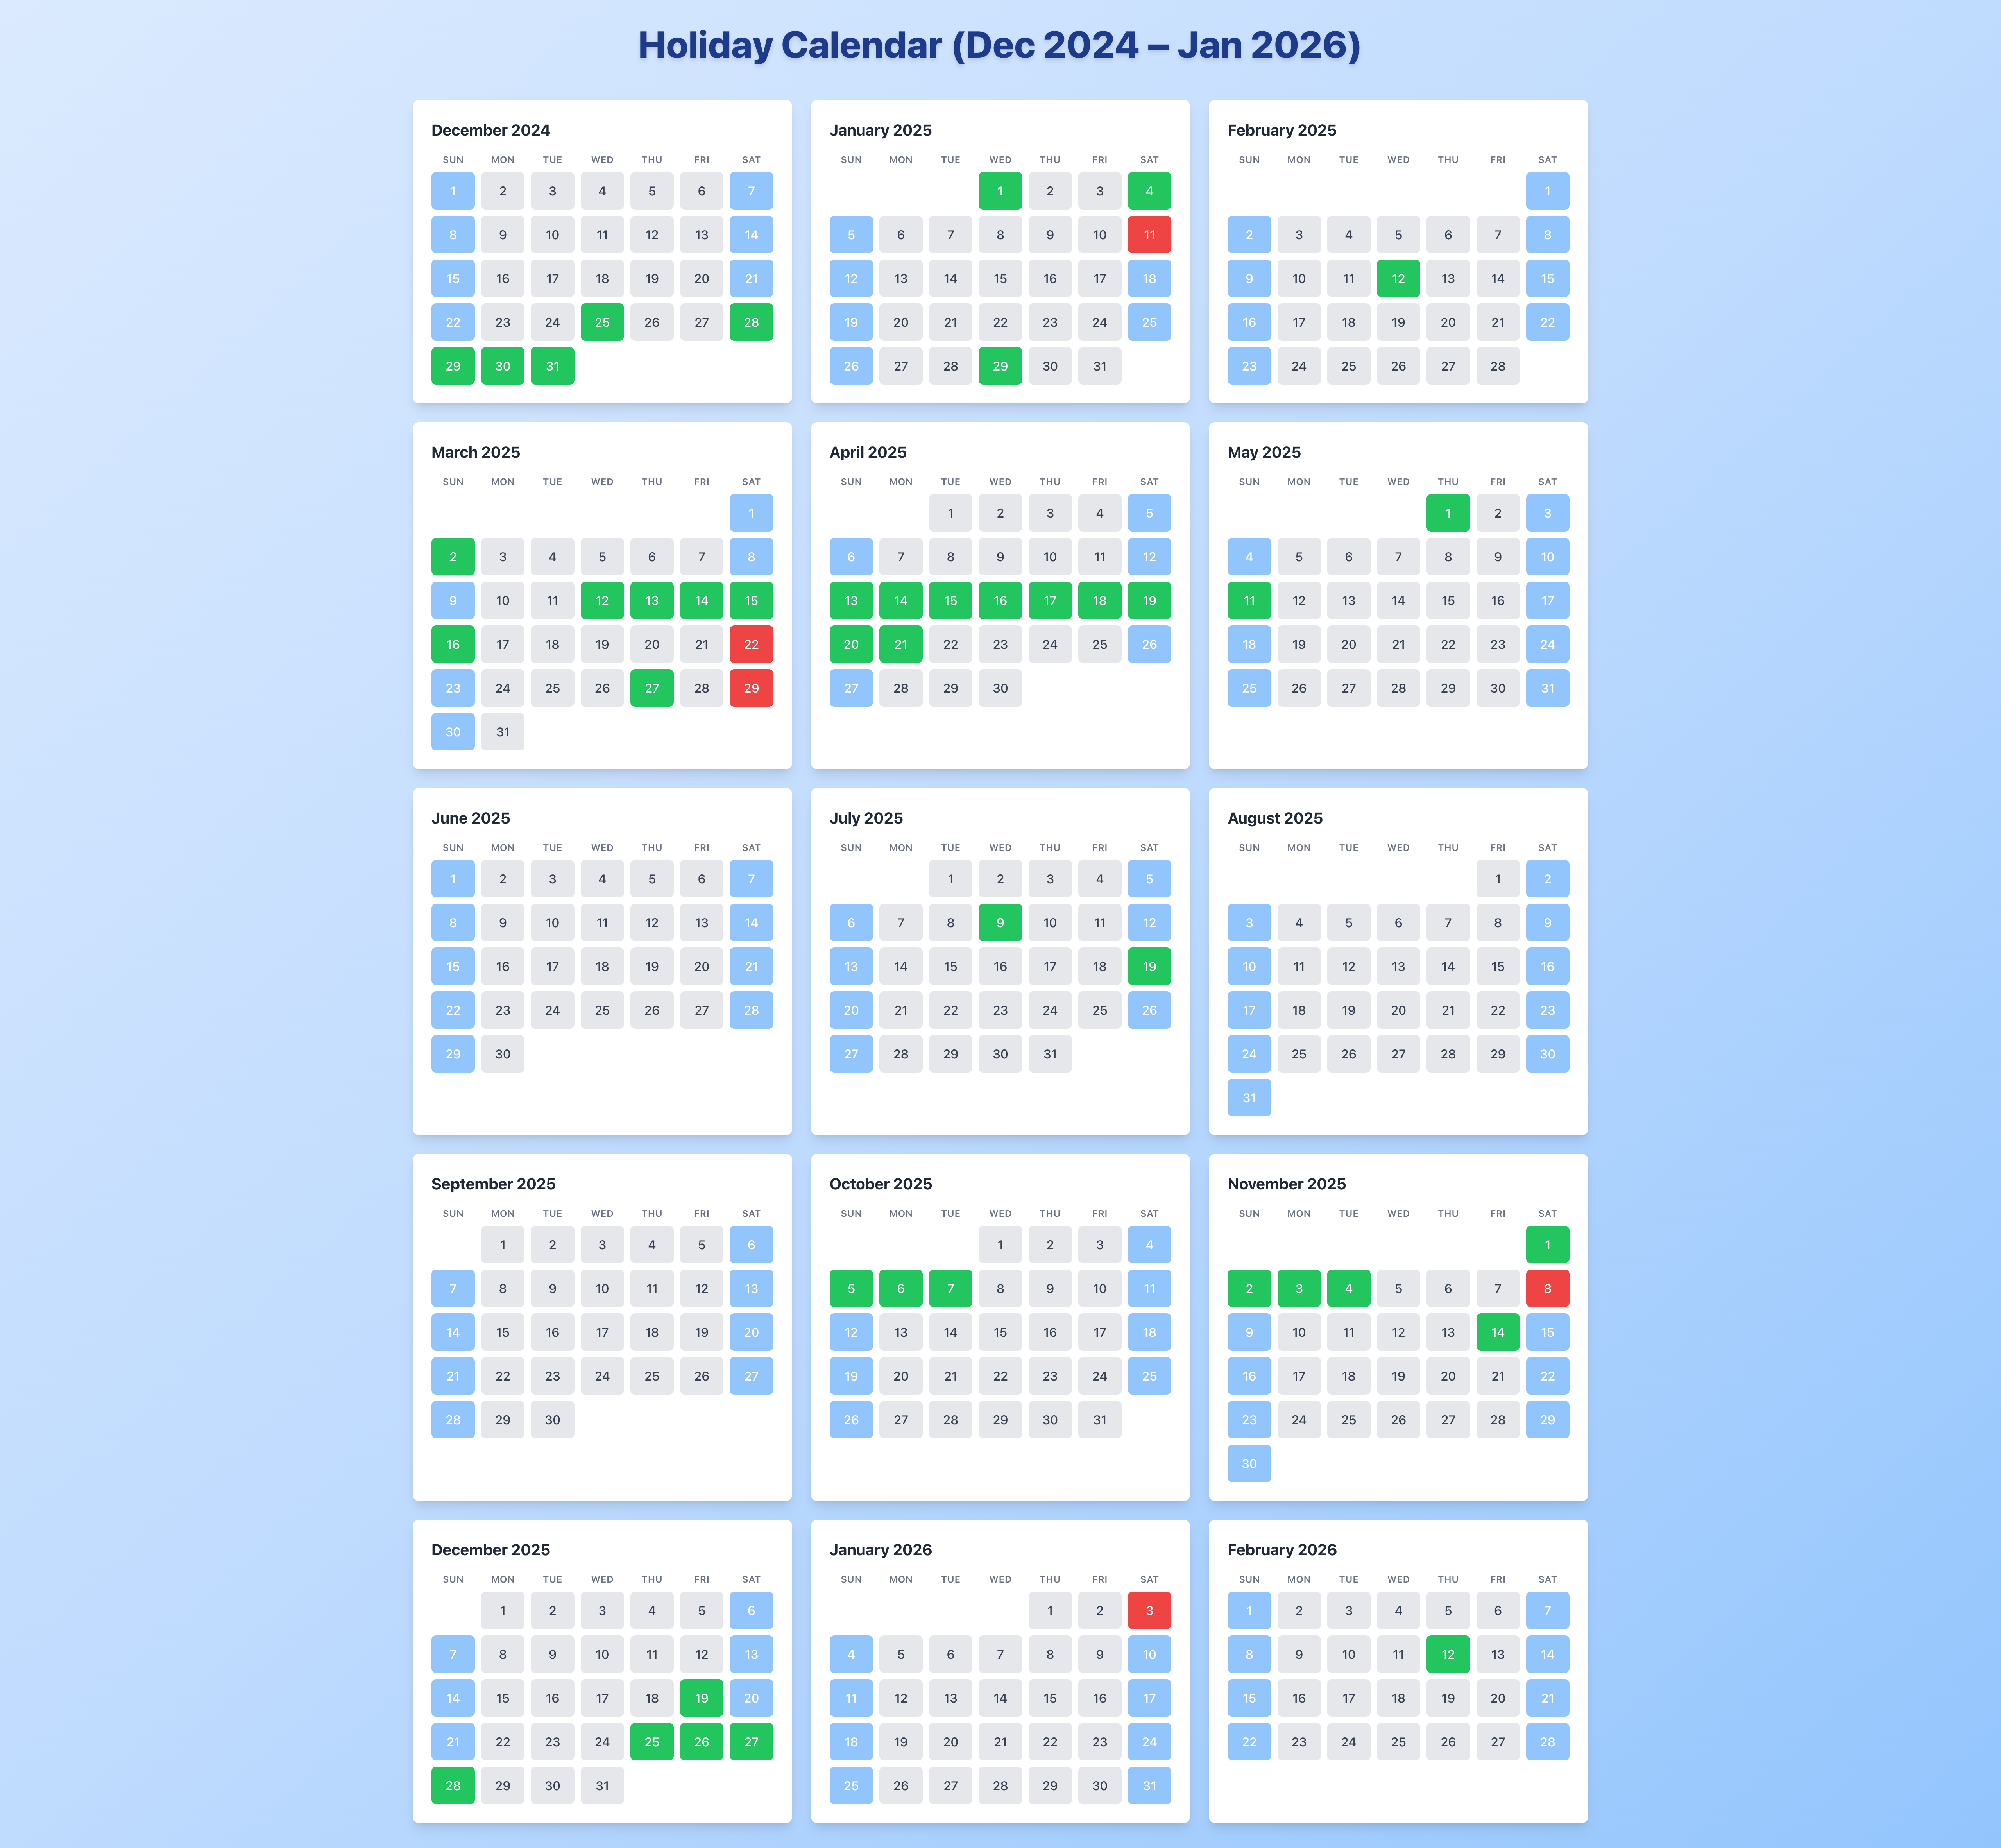 Holiday Calendar (Dec 2024 – Jan 2026)
December 2024
SUN MON TUE WED THU FRI SAT
1 2 3 4 5 6 7
8 9 10 11 12 13 14
15 16 17 18 19 20 21
22 23 24 25 26 27 28
29 30 31
January 2025
SUN MON TUE WED THU FRI SAT
1 2 3 4
5 6 7 8 9 10 11
12 13 14 15 16 17 18
19 20 21 22 23 24 25
26 27 28 29 30 31
February 2025
SUN MON TUE WED THU FRI SAT
1
2 3 4 5 6 7 8
9 10 11 12 13 14 15
16 17 18 19 20 21 22
23 24 25 26 27 28
March 2025
SUN MON TUE WED THU FRI SAT
1
2 3 4 5 6 7 8
9 10 11 12 13 14 15
16 17 18 19 20 21 22
23 24 25 26 27 28 29
30 31
April 2025
SUN MON TUE WED THU FRI SAT
1 2 3 4 5
6 7 8 9 10 11 12
13 14 15 16 17 18 19
20 21 22 23 24 25 26
27 28 29 30
May 2025
SUN MON TUE WED THU FRI SAT
1 2 3
4 5 6 7 8 9 10
11 12 13 14 15 16 17
18 19 20 21 22 23 24
25 26 27 28 29 30 31
June 2025
SUN MON TUE WED THU FRI SAT
1 2 3 4 5 6 7
8 9 10 11 12 13 14
15 16 17 18 19 20 21
22 23 24 25 26 27 28
29 30
July 2025
SUN MON TUE WED THU FRI SAT
1 2 3 4 5
6 7 8 9 10 11 12
13 14 15 16 17 18 19
20 21 22 23 24 25 26
27 28 29 30 31
August 2025
SUN MON TUE WED THU FRI SAT
1 2
3 4 5 6 7 8 9
10 11 12 13 14 15 16
17 18 19 20 21 22 23
24 25 26 27 28 29 30
31
September 2025
SUN MON TUE WED THU FRI SAT
1 2 3 4 5 6
7 8 9 10 11 12 13
14 15 16 17 18 19 20
21 22 23 24 25 26 27
28 29 30
October 2025
SUN MON TUE WED THU FRI SAT
1 2 3 4
5 6 7 8 9 10 11
12 13 14 15 16 17 18
19 20 21 22 23 24 25
26 27 28 29 30 31
November 2025
SUN MON TUE WED THU FRI SAT
1
2 3 4 5 6 7 8
9 10 11 12 13 14 15
16 17 18 19 20 21 22
23 24 25 26 27 28 29
30
December 2025
SUN MON TUE WED THU FRI SAT
1 2 3 4 5 6
7 8 9 10 11 12 13
14 15 16 17 18 19 20
21 22 23 24 25 26 27
28 29 30 31
January 2026
SUN MON TUE WED THU FRI SAT
1 2 3
4 5 6 7 8 9 10
11 12 13 14 15 16 17
18 19 20 21 22 23 24
25 26 27 28 29 30 31
February 2026
SUN MON TUE WED THU FRI SAT
1 2 3 4 5 6 7
8 9 10 11 12 13 14
15 16 17 18 19 20 21
22 23 24 25 26 27 28